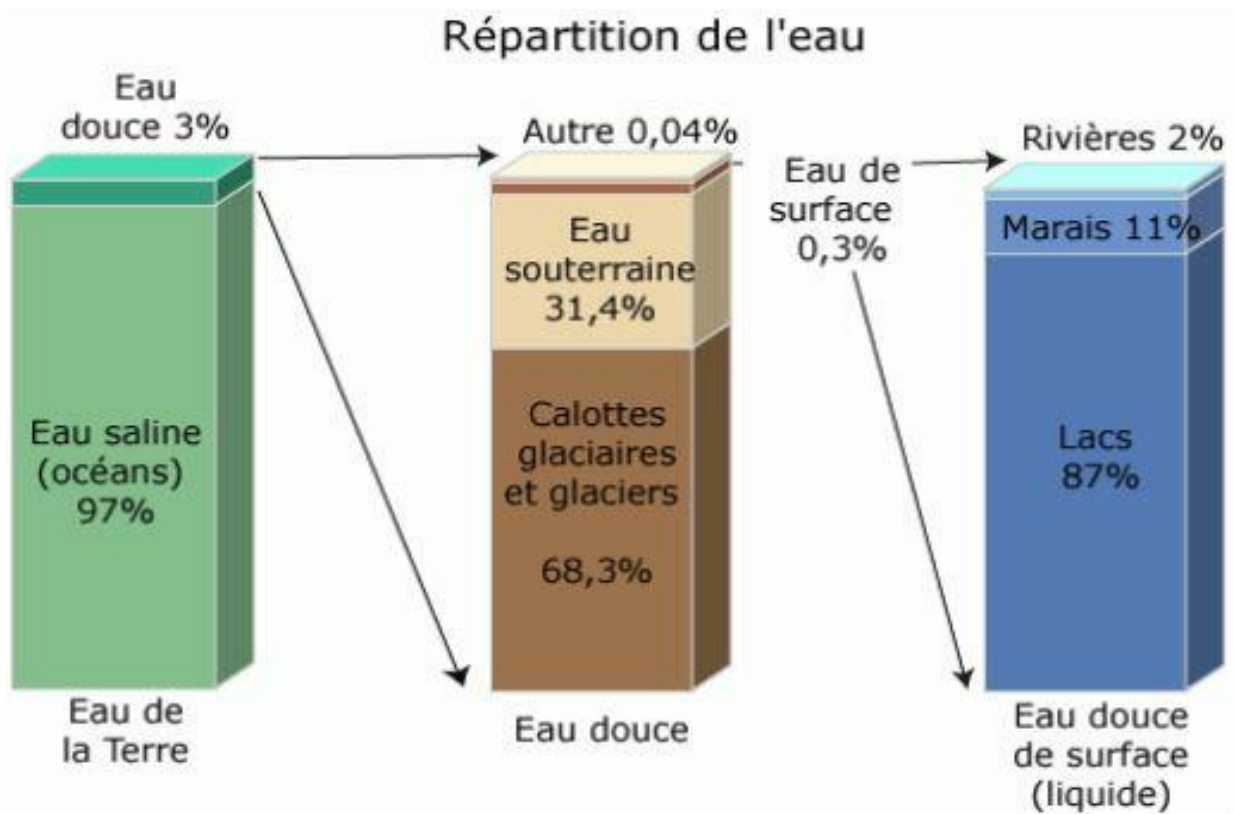 Répartition de l'eau
Eau
douce 3%
Eau saline
(océans)
97%
Eau de
la Terre
Autre 0,04%
Eau
souterraine
31,4%
Calottes
glaciaires
et glaciers
68,3%
Eau douce
Eau de
surface
0,3%
Rivières 2%
Marais 11%
Lacs
87%
Eau douce
de surface
(liquide)